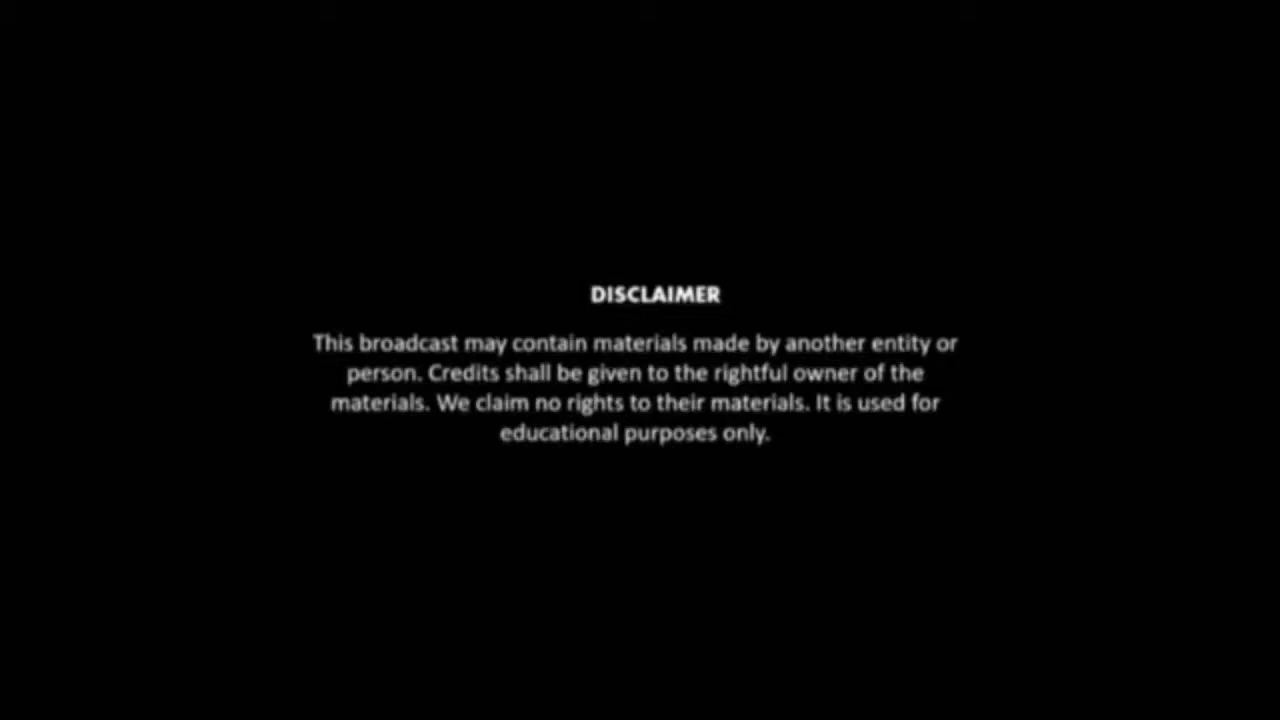 DISCLAIMER
This broadcast may contain materials made by another entity or
person. Credits shall be given to the rightful owner of the
materials. We claim no rights to their materials. It is used for
educational purposes only.